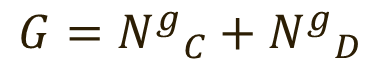 G = N^g_C + N^g_D